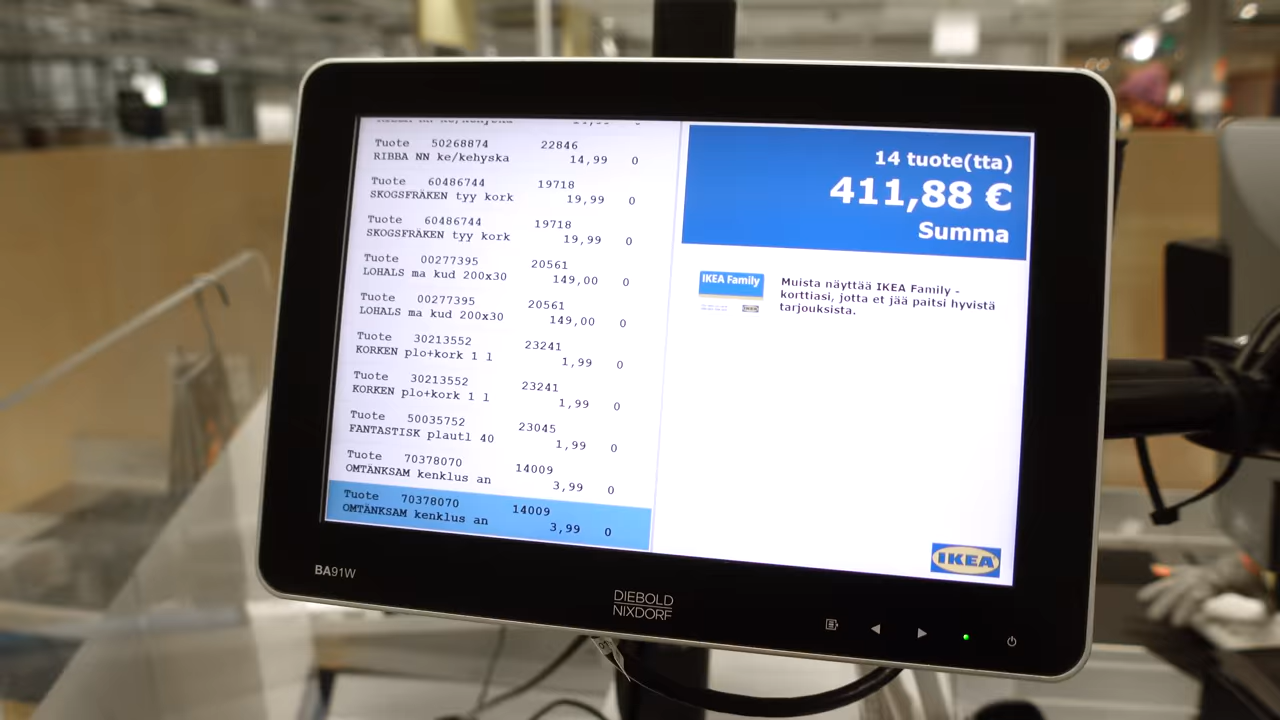 Tuote 50268874 22846
RIBBA NN ke/kehyska 14,99 0
Tuote 60486744 19718
SKOGSFRÄKEN tyy kork 19,99 0
Tuote 60486744 19718
SKOGSFRÄKEN tyy kork 19,99 0
Tuote 00277395 20561
LOHALS ma kud 200x30 149,00 0
Tuote 00277395 20561
LOHALS ma kud 200x30 149,00 0
Tuote 30213552 23241
KORKEN plo+kork 1 l 1,99 0
Tuote 30213552 23241
KORKEN plo+kork 1 l 1,99 0
Tuote 50035752 23045
FANTASTISK plautl 40 1,99 0
Tuote 70378070 14009
OMTÄNKSAM kenklus an 3,99 0
Tuote 70378070 14009
OMTÄNKSAM kenklus an 3,99 0
14 tuote(tta)
411,88 €
Summa
IKEA Family
Muista näyttää IKEA Family -
korttiasi, jotta et jää paitsi hyvistä
tarjouksista.
IKEA
BA91W
DIEBOLD
NIXDORF